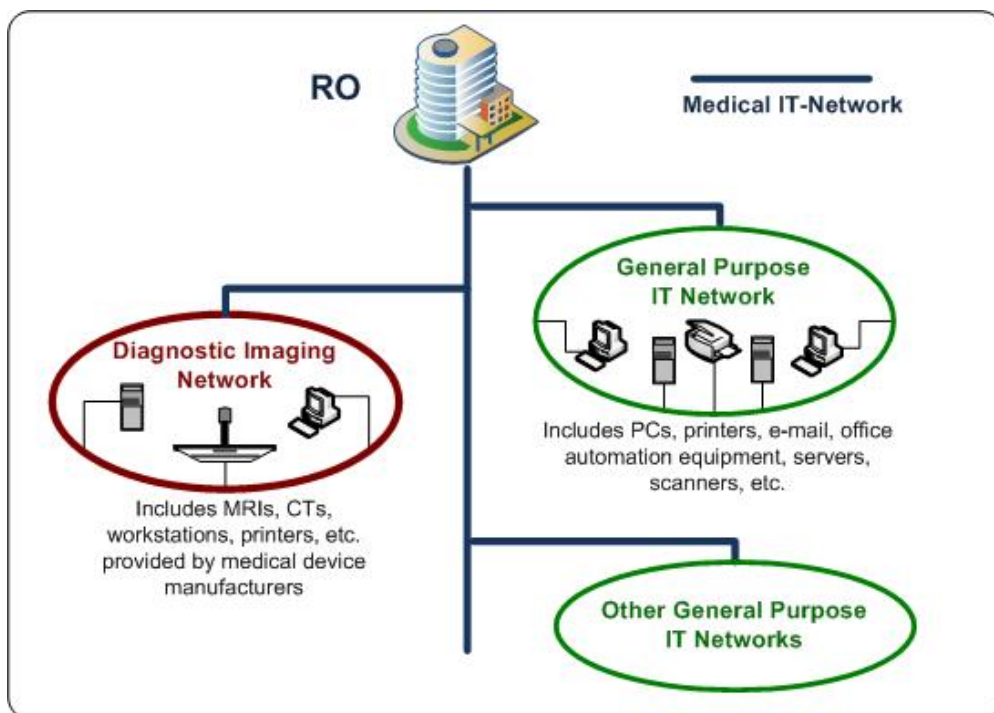 RO
Medical IT-Network
General Purpose
IT Network
Includes PCs, printers, e-mail, office
automation equipment, servers,
scanners, etc.
Diagnostic Imaging
Network
Includes MRIs, CTs,
workstations, printers, etc.
provided by medical device
manufacturers
Other General Purpose
IT Networks